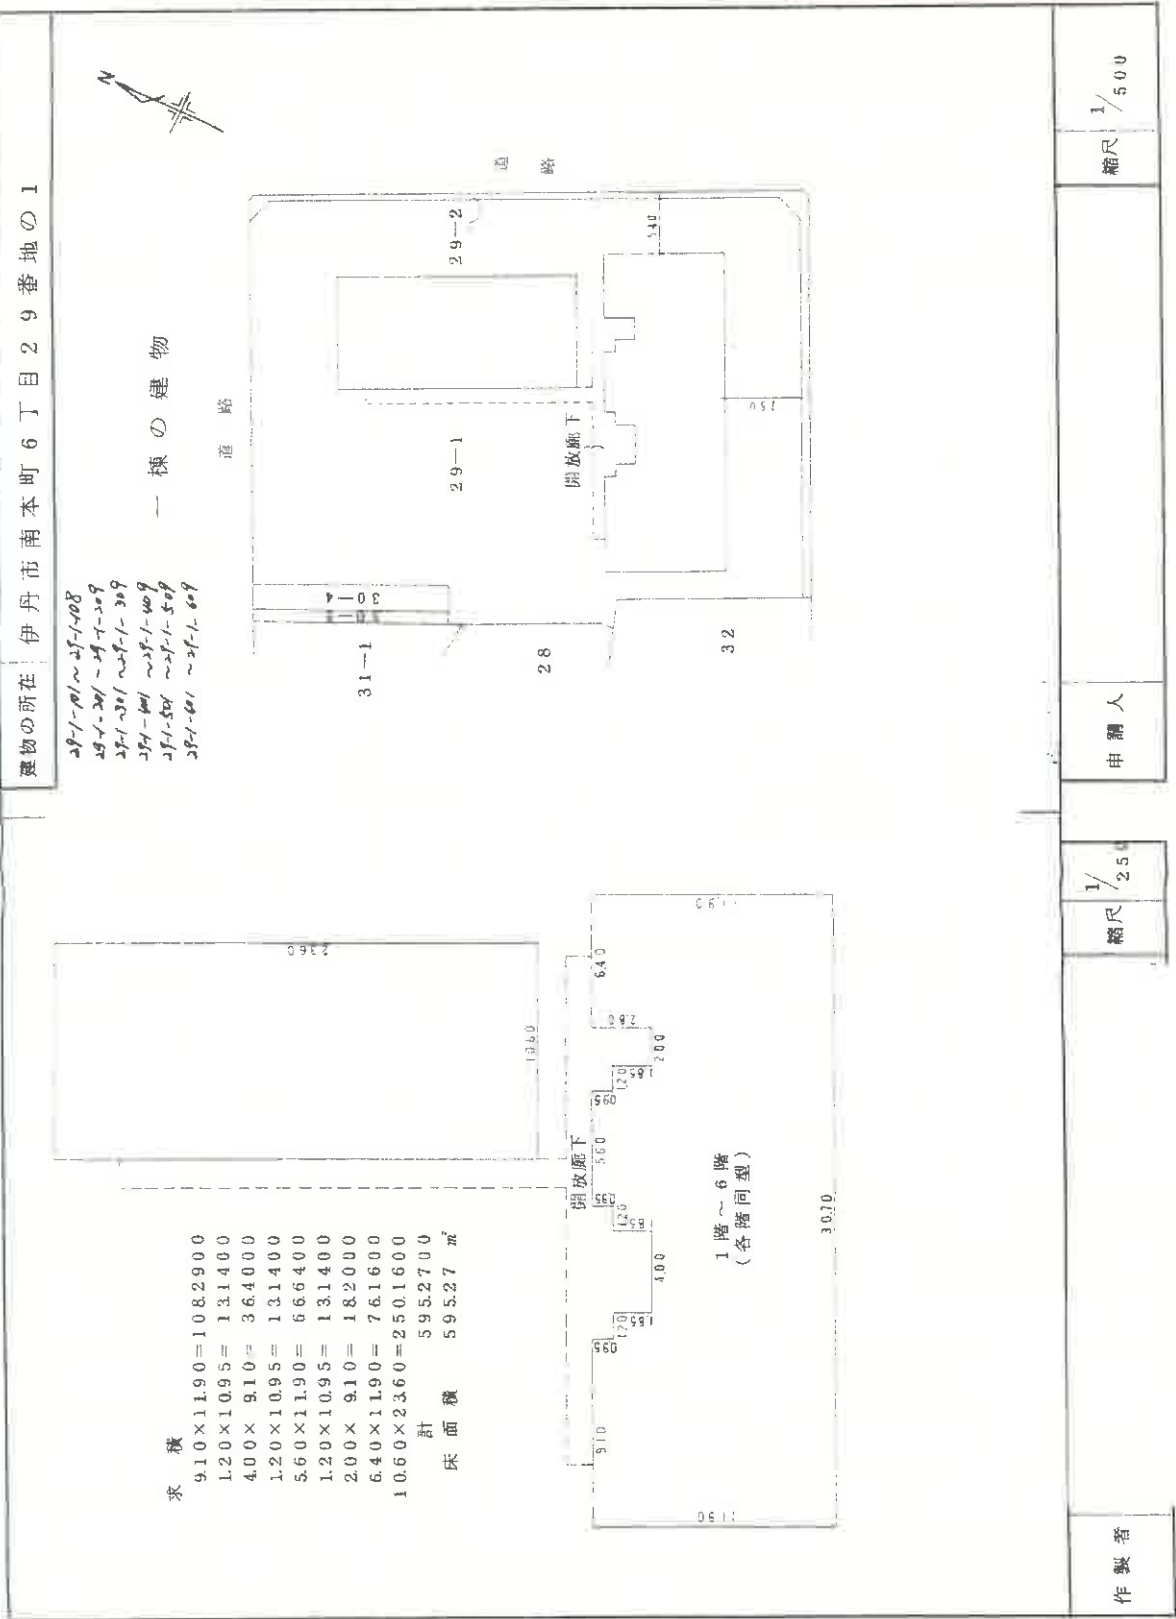 建物の所在 伊丹市南本町6丁目29番地の1
29-1-101~29-1-108
29-1-201~29-1-209
29-1-301~29-1-309
29-1-401~29-1-409
29-1-501~29-1-509
29-1-601~29-1-609
一棟の建物
N
道路
道路
29-2
29-1
開放廊下
5.40
7.50
30-4
31-1
28
32
求積
9.10×11.90=108.2900
1.20×10.95= 13.1400
4.00× 9.10= 36.4000
1.20×10.95= 13.1400
5.60×11.90= 66.6400
1.20×10.95= 13.1400
2.00× 9.10= 18.2000
6.40×11.90= 76.1600
10.60×23.60=250.1600
計 595.2700
床面積 595.27 ㎡
23.60
10.60
開放廊下
9.10
0.95
1.20
1.85
4.00
1.85
1.20
5.60
0.95
1.20
1.85
2.00
2.80
6.40
11.90
11.90
30.70
1階~6階
(各階同型)
作製者
縮尺 1/250
申請人
縮尺 1/500